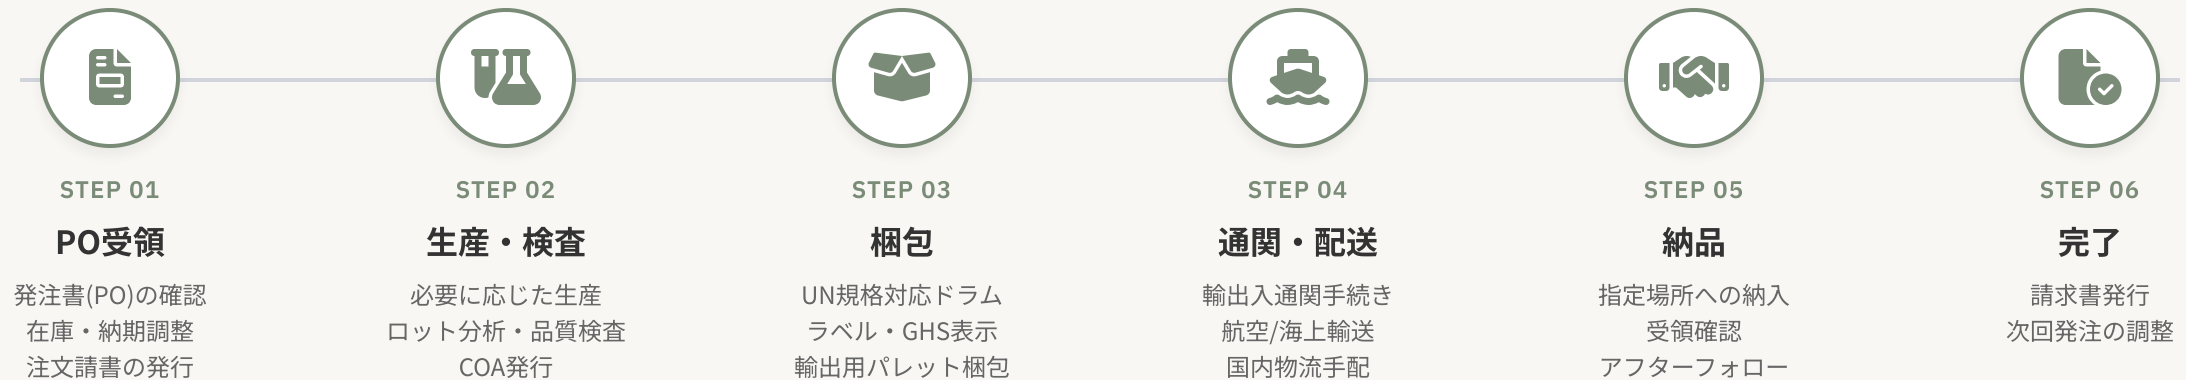 STEP 01
PO受領
発注書(PO)の確認
在庫・納期調整
注文請書の発行
STEP 02
生産・検査
必要に応じた生産
ロット分析・品質検査
COA発行
STEP 03
梱包
UN規格対応ドラム
ラベル・GHS表示
輸出用パレット梱包
STEP 04
通関・配送
輸出入通関手続き
航空/海上輸送
国内物流手配
STEP 05
納品
指定場所への納入
受領確認
アフターフォロー
STEP 06
完了
請求書発行
次回発注の調整